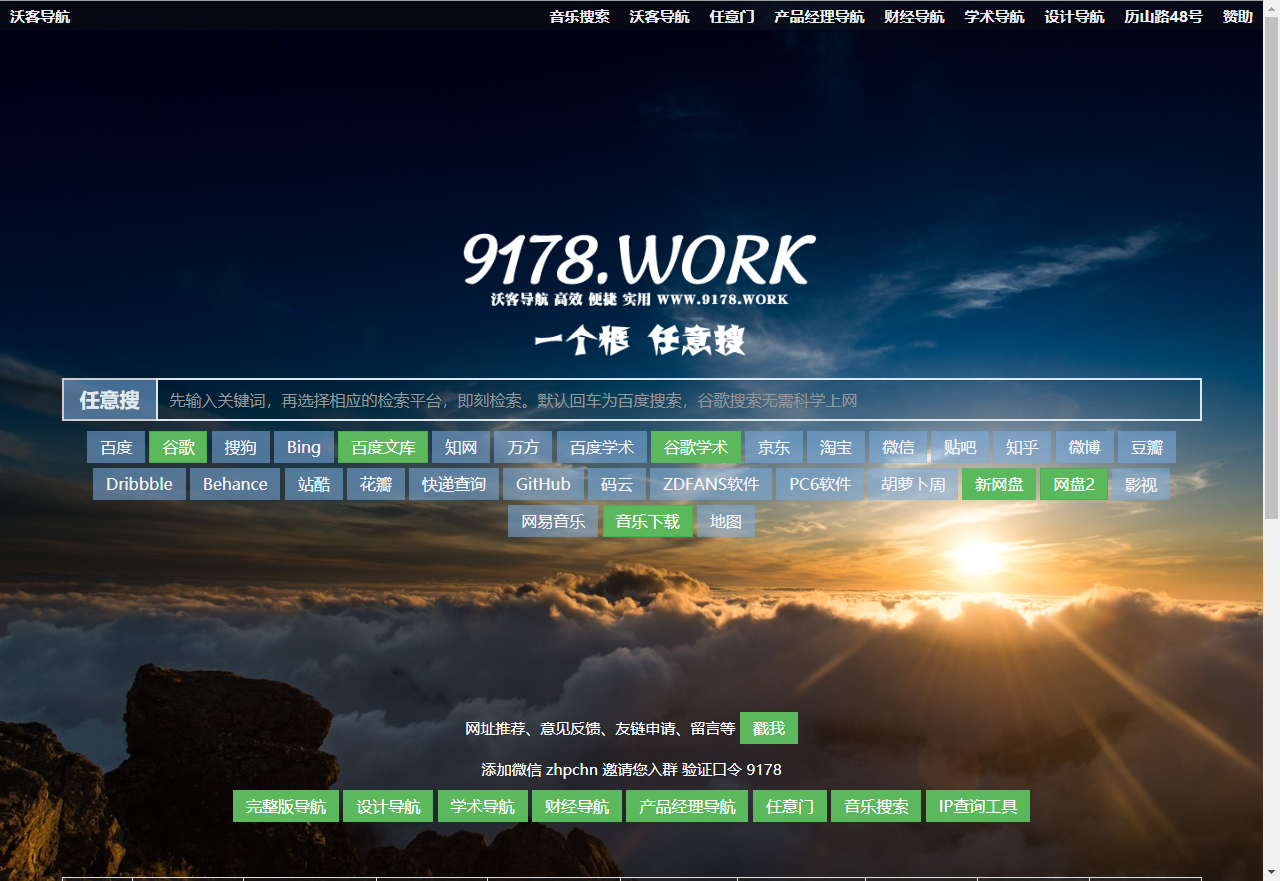 沃客导航 音乐搜索 沃客导航 任意门 产品经理导航 财经导航 学术导航 设计导航 历山路48号 赞助
9178.WORK
沃客导航 高效 便捷 实用 WWW.9178.WORK
一个框 任意搜
任意搜 先输入关键词，再选择相应的检索平台，即刻检索。默认回车为百度搜索，谷歌搜索无需科学上网
百度 谷歌 搜狗 Bing 百度文库 知网 万方 百度学术 谷歌学术 京东 淘宝 微信 贴吧 知乎 微博 豆瓣
Dribbble Behance 站酷 花瓣 快递查询 GitHub 码云 ZDFANS软件 PC6软件 胡萝卜周 新网盘 网盘2 影视
网易音乐 音乐下载 地图
网址推荐、意见反馈、友链申请、留言等 戳我
添加微信 zhpchn 邀请您入群 验证口令 9178
完整版导航 设计导航 学术导航 财经导航 产品经理导航 任意门 音乐搜索 IP查询工具